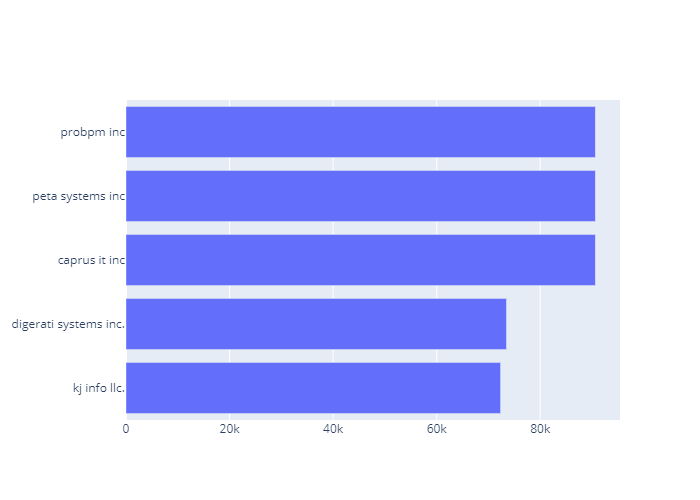 probpm inc
peta systems inc
caprus it inc
digerati systems inc.
kj info llc.
0 20k 40k 60k 80k